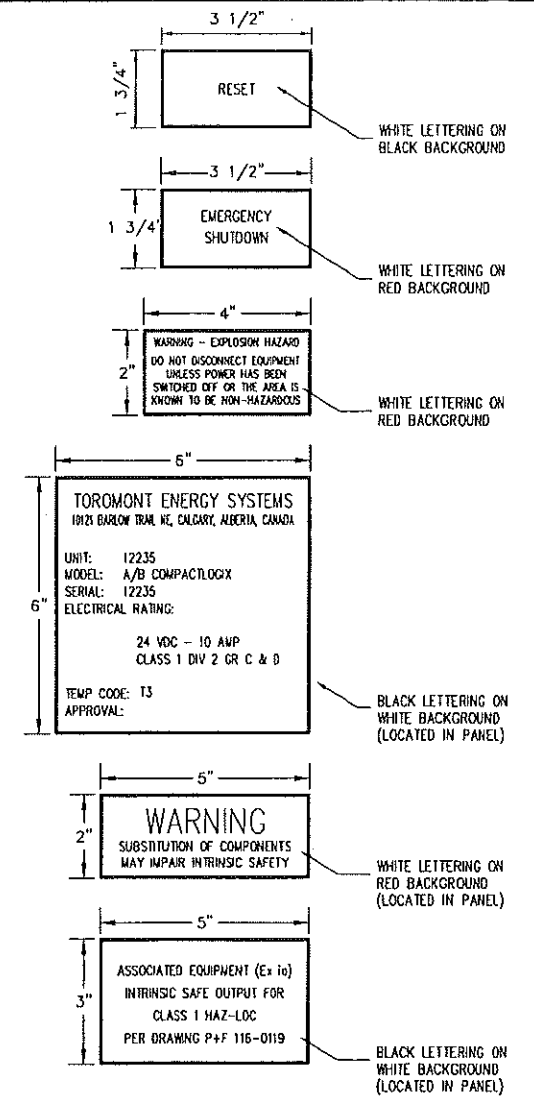 3 1/2"
1 3/4"
RESET
WHITE LETTERING ON
BLACK BACKGROUND
3 1/2"
1 3/4"
EMERGENCY
SHUTDOWN
WHITE LETTERING ON
RED BACKGROUND
4"
2"
WARNING - EXPLOSION HAZARD
DO NOT DISCONNECT EQUIPMENT
UNLESS POWER HAS BEEN
SWITCHED OFF OR THE AREA IS
KNOWN TO BE NON-HAZARDOUS
WHITE LETTERING ON
RED BACKGROUND
6"
6"
TOROMONT ENERGY SYSTEMS
10121 BARLOW TRAIL NE, CALGARY, ALBERTA, CANADA
UNIT: 12235
MODEL: A/B COMPACTLOGIX
SERIAL: 12235
ELECTRICAL RATING:
24 VDC - 10 AMP
CLASS 1 DIV 2 GR C & D
TEMP CODE: T3
APPROVAL:
BLACK LETTERING ON
WHITE BACKGROUND
(LOCATED IN PANEL)
5"
2"
WARNING
SUBSTITUTION OF COMPONENTS
MAY IMPAIR INTRINSIC SAFETY
WHITE LETTERING ON
RED BACKGROUND
(LOCATED IN PANEL)
5"
3"
ASSOCIATED EQUIPMENT (Ex ia)
INTRINSIC SAFE OUTPUT FOR
CLASS 1 HAZ-LOC
PER DRAWING P+F 116-0119
BLACK LETTERING ON
WHITE BACKGROUND
(LOCATED IN PANEL)